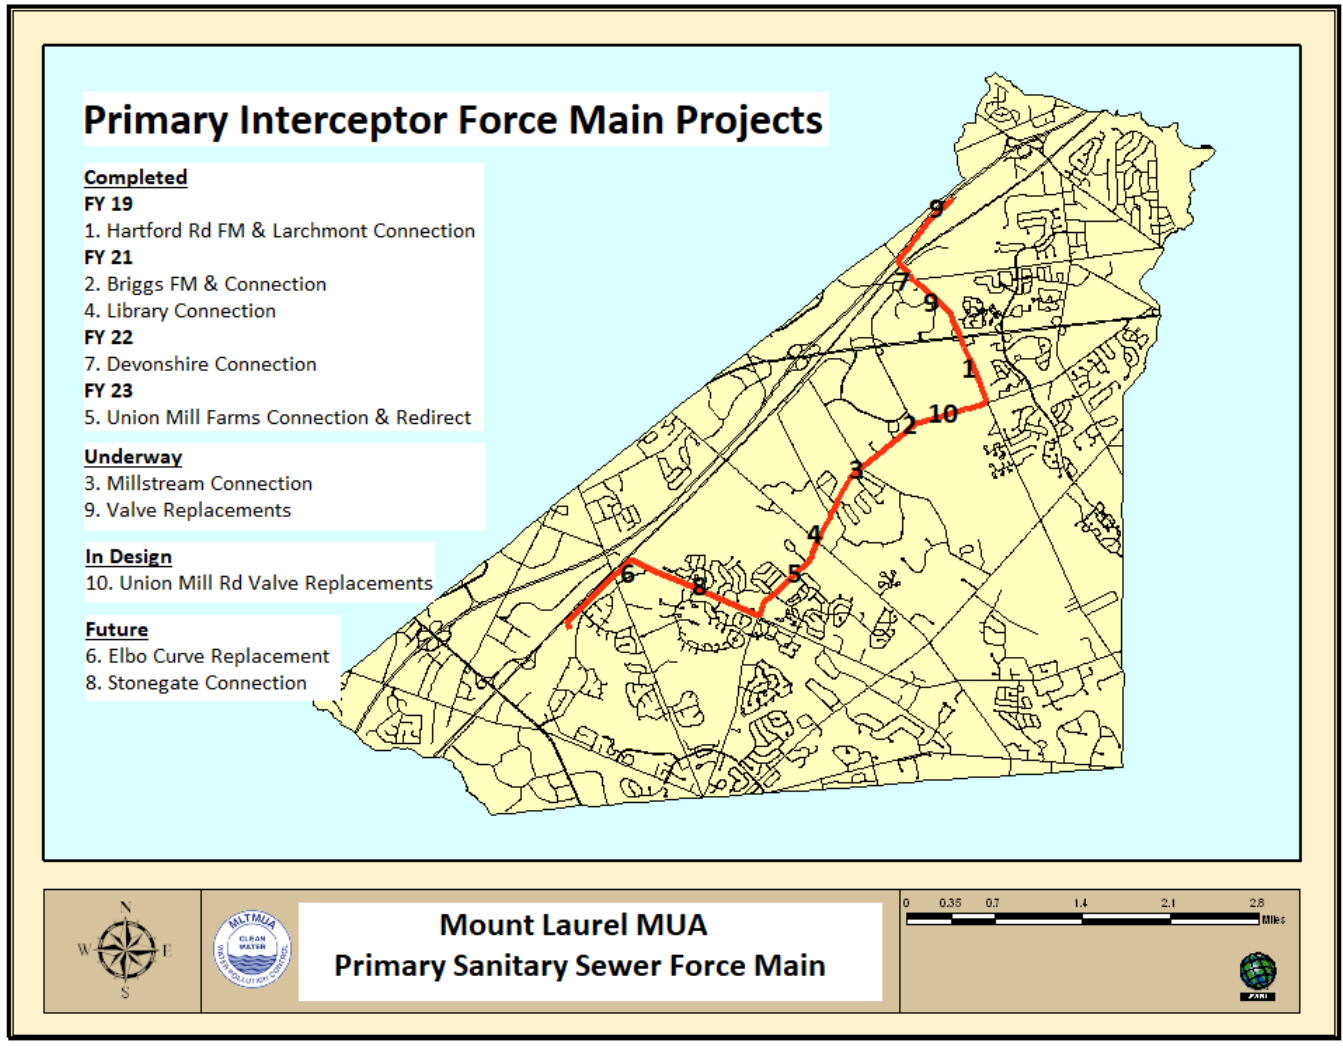 Primary Interceptor Force Main Projects
Completed
FY 19
1. Hartford Rd FM & Larchmont Connection
FY 21
2. Briggs FM & Connection
4. Library Connection
FY 22
7. Devonshire Connection
FY 23
5. Union Mill Farms Connection & Redirect
Underway
3. Millstream Connection
9. Valve Replacements
In Design
10. Union Mill Rd Valve Replacements
Future
6. Elbo Curve Replacement
8. Stonegate Connection
9
7
9
1
10
2
3
4
5
6
8
N
W
E
S
MLTMUA
CLEAN
WATER
WATER POLLUTION CONTROL
Mount Laurel MUA
Primary Sanitary Sewer Force Main
0 0.35 0.7 1.4 2.1 2.8
Miles